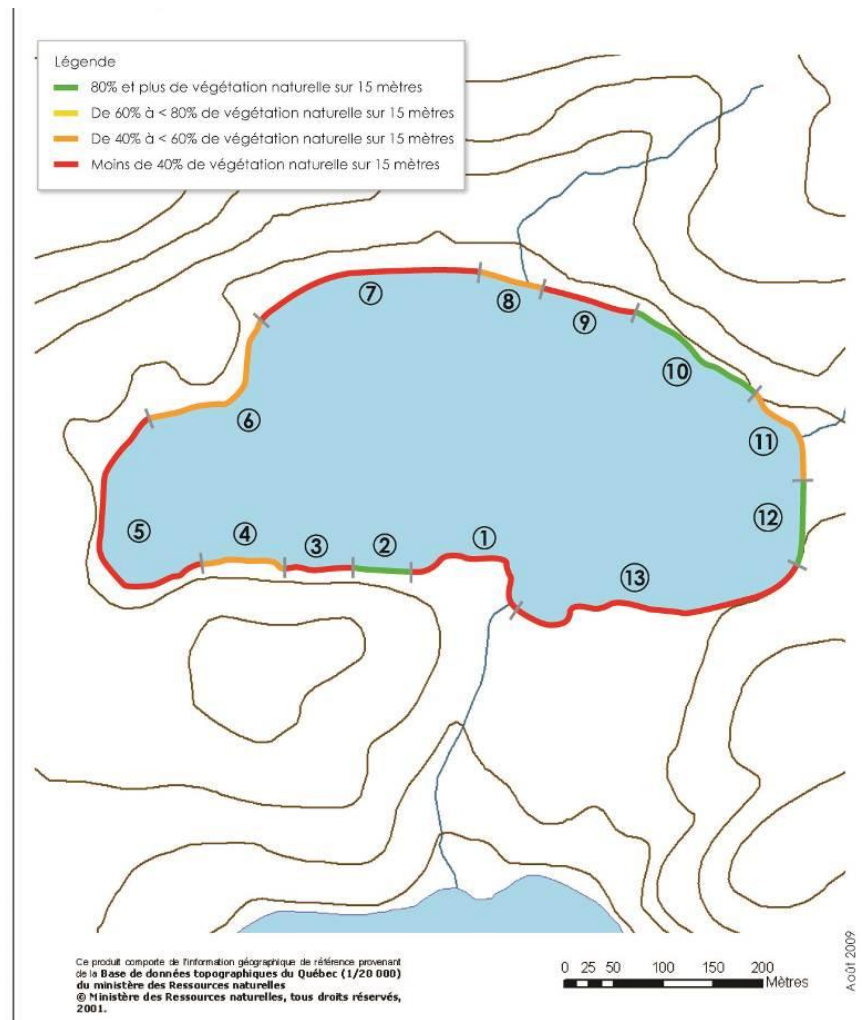 Légende
80% et plus de végétation naturelle sur 15 mètres
De 60% à < 80% de végétation naturelle sur 15 mètres
De 40% à < 60% de végétation naturelle sur 15 mètres
Moins de 40% de végétation naturelle sur 15 mètres
⑦
⑧
⑨
⑩
⑥
⑪
⑫
⑤
④
③
②
①
⑬
Ce produit comporte de l'information géographique de référence provenant
de la Base de données topographiques du Québec (1/20 000)
du ministère des Ressources naturelles
© Ministère des Ressources naturelles, tous droits réservés,
2001.
0 25 50 100 150 200
Mètres
Août 2009